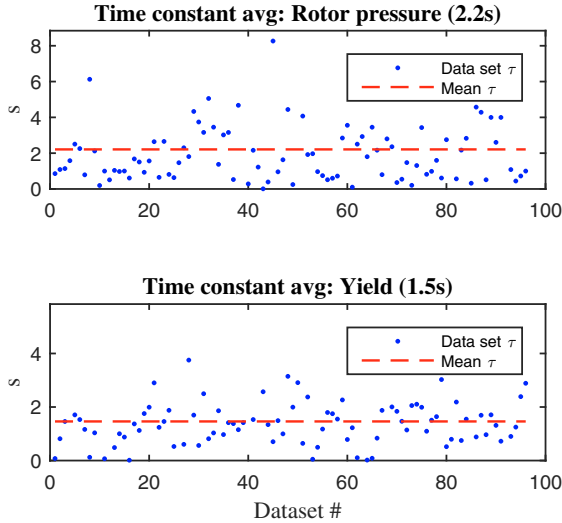 Time constant avg: Rotor pressure (2.2s)
8
6
4
2
0
s
Data set τ
Mean τ
0 20 40 60 80 100
Time constant avg: Yield (1.5s)
4
2
0
s
Data set τ
Mean τ
0 20 40 60 80 100
Dataset #